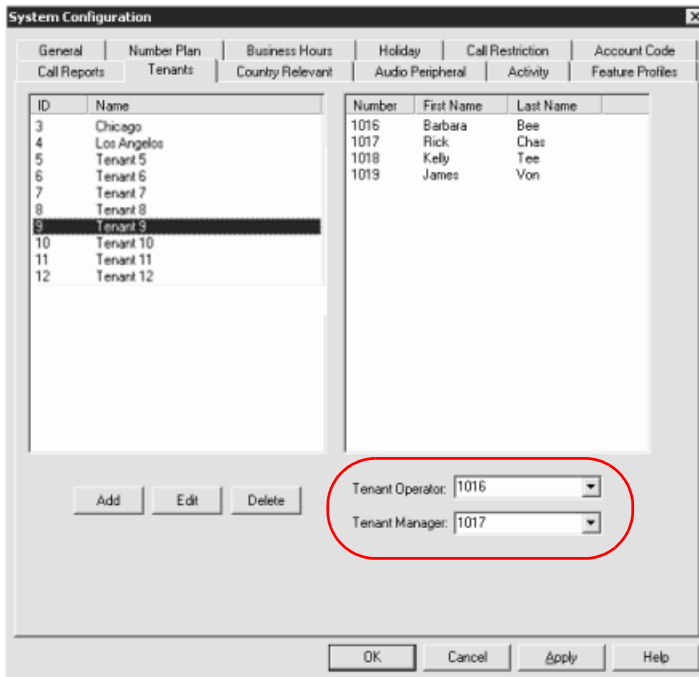 System Configuration
General Number Plan Business Hours Holiday Call Restriction Account Code
Call Reports Tenants Country Relevant Audio Peripheral Activity Feature Profiles
ID Name
3 Chicago
4 Los Angelos
5 Tenant 5
6 Tenant 6
7 Tenant 7
8 Tenant 8
9 Tenant 9
10 Tenant 10
11 Tenant 11
12 Tenant 12
Number First Name Last Name
1016 Barbara Bee
1017 Rick Chas
1018 Kelly Tee
1019 James Von
Add Edit Delete
Tenant Operator: 1016
Tenant Manager: 1017
OK Cancel Apply Help